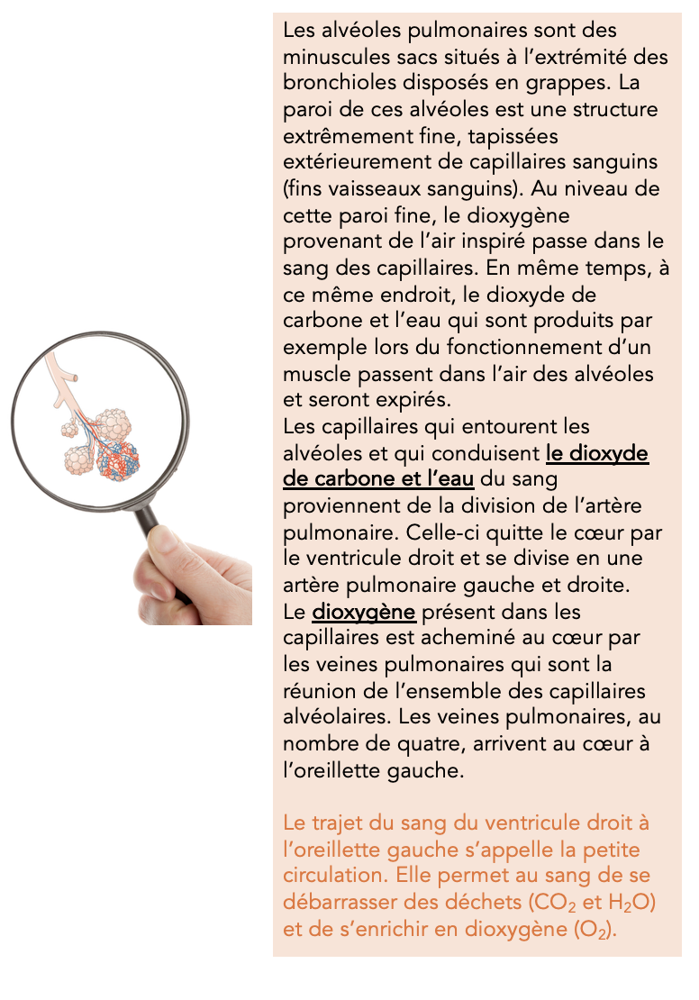 Les alvéoles pulmonaires sont des
minuscules sacs situés à l’extrémité des
bronchioles disposés en grappes. La
paroi de ces alvéoles est une structure
extrêmement fine, tapissées
extérieurement de capillaires sanguins
(fins vaisseaux sanguins). Au niveau de
cette paroi fine, le dioxygène
provenant de l’air inspiré passe dans le
sang des capillaires. En même temps, à
ce même endroit, le dioxyde de
carbone et l’eau qui sont produits par
exemple lors du fonctionnement d’un
muscle passent dans l’air des alvéoles
et seront expirés.
Les capillaires qui entourent les
alvéoles et qui conduisent le dioxyde
de carbone et l’eau du sang
proviennent de la division de l’artère
pulmonaire. Celle-ci quitte le cœur par
le ventricule droit et se divise en une
artère pulmonaire gauche et droite.
Le dioxygène présent dans les
capillaires est acheminé au cœur par
les veines pulmonaires qui sont la
réunion de l’ensemble des capillaires
alvéolaires. Les veines pulmonaires, au
nombre de quatre, arrivent au cœur à
l’oreillette gauche.
Le trajet du sang du ventricule droit à
l’oreillette gauche s’appelle la petite
circulation. Elle permet au sang de se
débarrasser des déchets (CO₂ et H₂O)
et de s’enrichir en dioxygène (O₂).